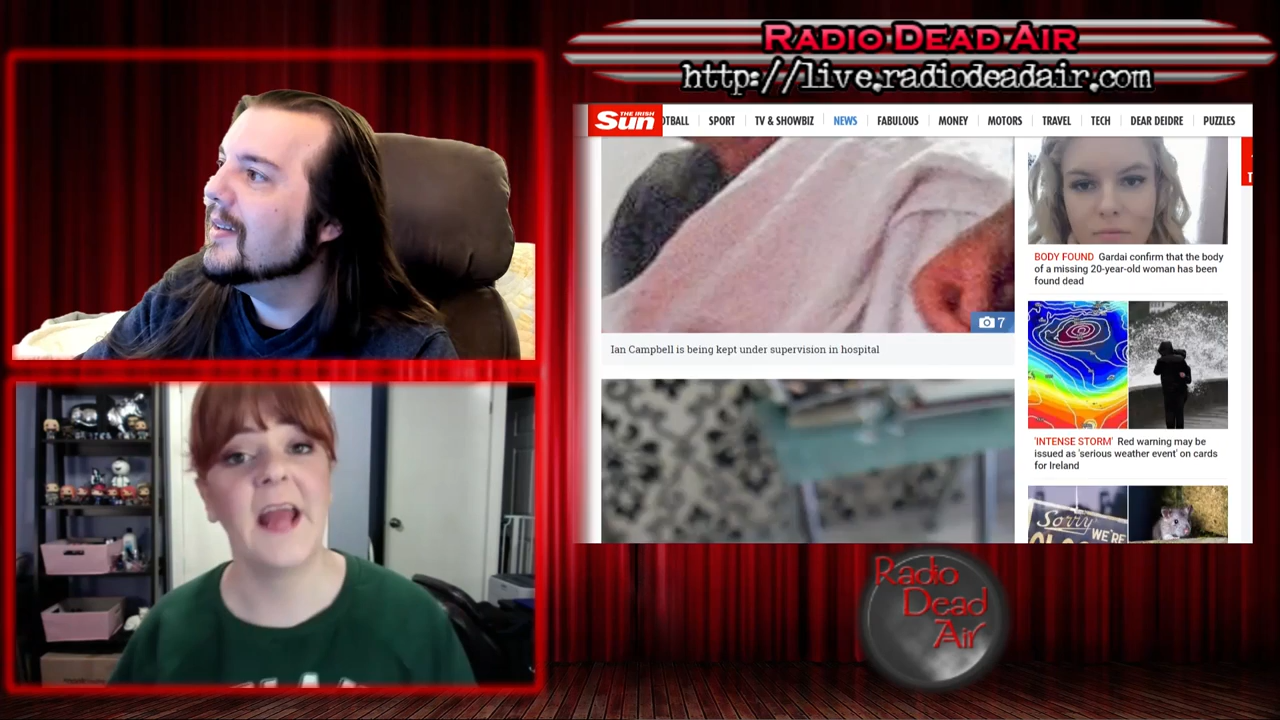 RADIO DEAD AIR
http://live.radiodeadair.com
THE IRISH
Sun
OTBALL SPORT TV & SHOWBIZ NEWS FABULOUS MONEY MOTORS TRAVEL TECH DEAR DEIDRE PUZZLES
7
Ian Campbell is being kept under supervision in hospital
BODY FOUND Gardai confirm that the body
of a missing 20-year-old woman has been
found dead
'INTENSE STORM' Red warning may be
issued as 'serious weather event' on cards
for Ireland
Sorry
WE'RE
Radio
Dead
Air